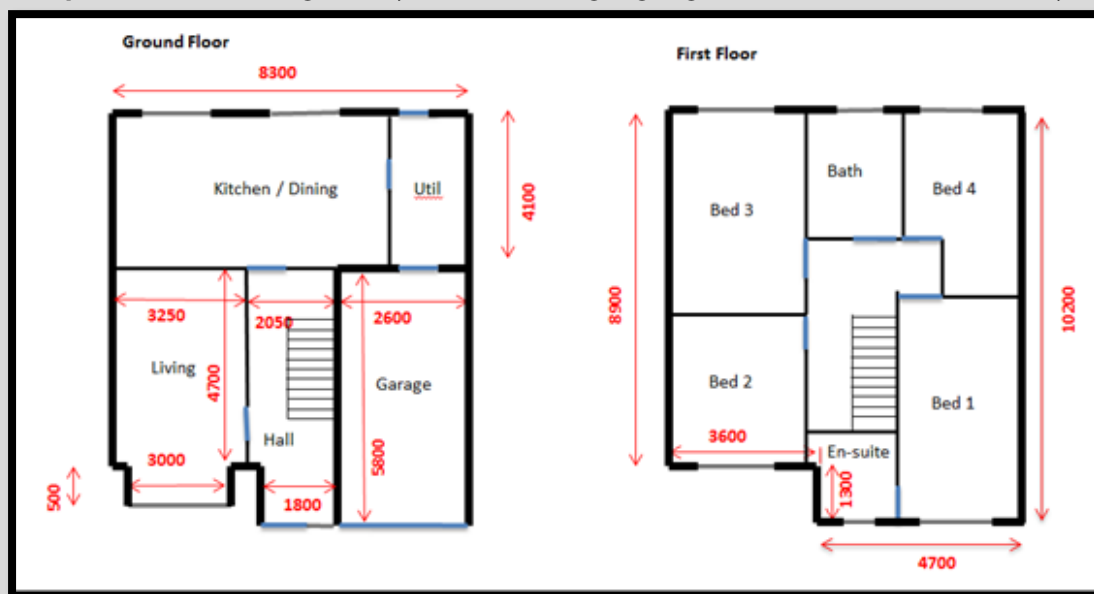 Ground Floor
8300
Kitchen / Dining
Util
4100
3250
2050
2600
Living
4700
Garage
Hall
5800
3000
500
1800
First Floor
Bath
Bed 3
Bed 4
8900
10200
Bed 2
Bed 1
3600
En-suite
1300
4700